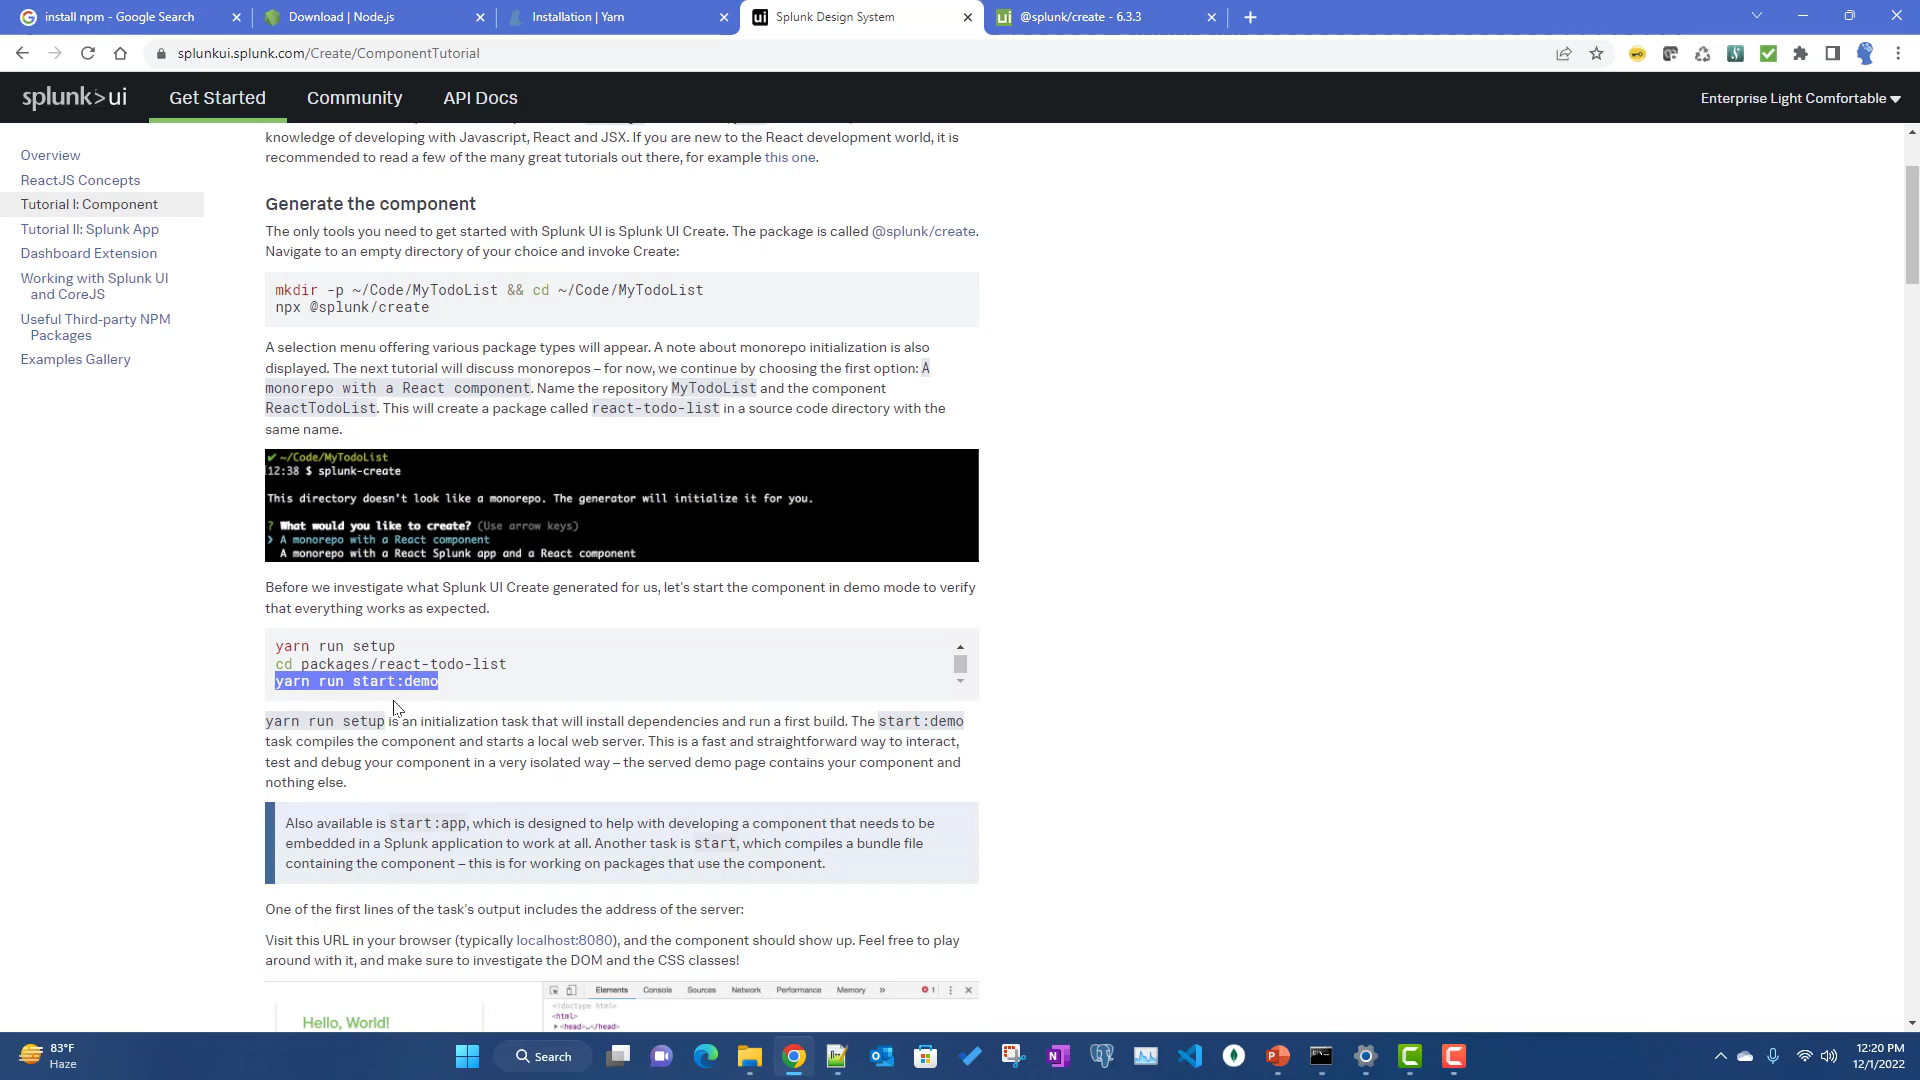 install npm - Google Search
Download | Node.js
Installation | Yarn
Splunk Design System
@splunk/create - 6.3.3
splunkui.splunk.com/Create/ComponentTutorial
splunk>ui
Get Started
Community
API Docs
Enterprise Light Comfortable
Overview
ReactJS Concepts
Tutorial I: Component
Tutorial II: Splunk App
Dashboard Extension
Working with Splunk UI
and CoreJS
Useful Third-party NPM
Packages
Examples Gallery
knowledge of developing with Javascript, React and JSX. If you are new to the React development world, it is
recommended to read a few of the many great tutorials out there, for example this one.
Generate the component
The only tools you need to get started with Splunk UI is Splunk UI Create. The package is called @splunk/create.
Navigate to an empty directory of your choice and invoke Create:
mkdir -p ~/Code/MyTodoList && cd ~/Code/MyTodoList
npx @splunk/create
A selection menu offering various package types will appear. A note about monorepo initialization is also
displayed. The next tutorial will discuss monorepos – for now, we continue by choosing the first option: A
monorepo with a React component. Name the repository MyTodoList and the component
ReactTodoList. This will create a package called react-todo-list in a source code directory with the
same name.
✔ ~/Code/MyTodoList
12:38 $ splunk-create
This directory doesn't look like a monorepo. The generator will initialize it for you.
? What would you like to create? (Use arrow keys)
❯ A monorepo with a React component
A monorepo with a React Splunk app and a React component
Before we investigate what Splunk UI Create generated for us, let's start the component in demo mode to verify
that everything works as expected.
yarn run setup
cd packages/react-todo-list
yarn run start:demo
yarn run setup is an initialization task that will install dependencies and run a first build. The start:demo
task compiles the component and starts a local web server. This is a fast and straightforward way to interact,
test and debug your component in a very isolated way – the served demo page contains your component and
nothing else.
Also available is start:app, which is designed to help with developing a component that needs to be
embedded in a Splunk application to work at all. Another task is start, which compiles a bundle file
containing the component – this is for working on packages that use the component.
One of the first lines of the task's output includes the address of the server:
Visit this URL in your browser (typically localhost:8080), and the component should show up. Feel free to play
around with it, and make sure to investigate the DOM and the CSS classes!
Hello, World!
Elements Console Sources Network Performance Memory » 1
<!doctype html>
<html>
<head>…</head>
83°F
Haze
Search
12:20 PM
12/1/2022